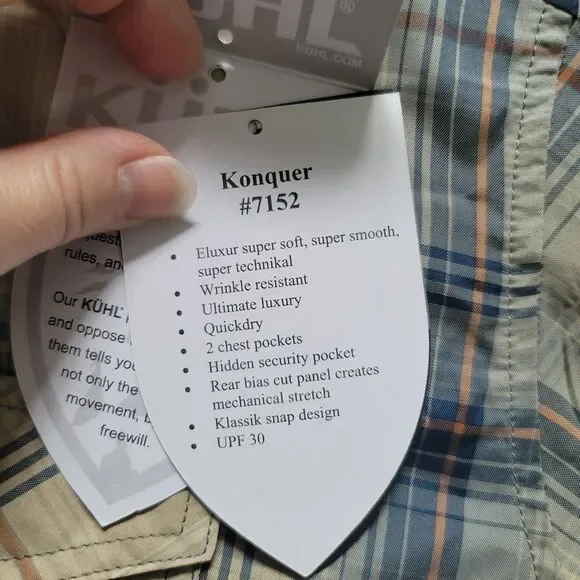 KÜHL®
KUHL.COM
KÜ
Konquer
#7152
• Eluxur super soft, super smooth,
super technikal
• Wrinkle resistant
• Ultimate luxury
• Quickdry
• 2 chest pockets
• Hidden security pocket
• Rear bias cut panel creates
mechanical stretch
• Klassik snap design
• UPF 30
rules, and
Our KÜHL
and oppose
them tells you
not only the
movement,
freewill.